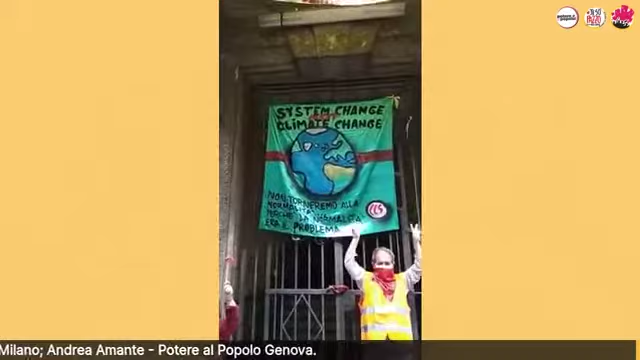 SYSTEM CHANGE
CLIMATE CHANGE
NON TORNEREMO ALLA
NORMALITÀ
PERCHÉ LA NORMALITÀ
ERA IL PROBLEMA
Milano; Andrea Amante - Potere al Popolo Genova.